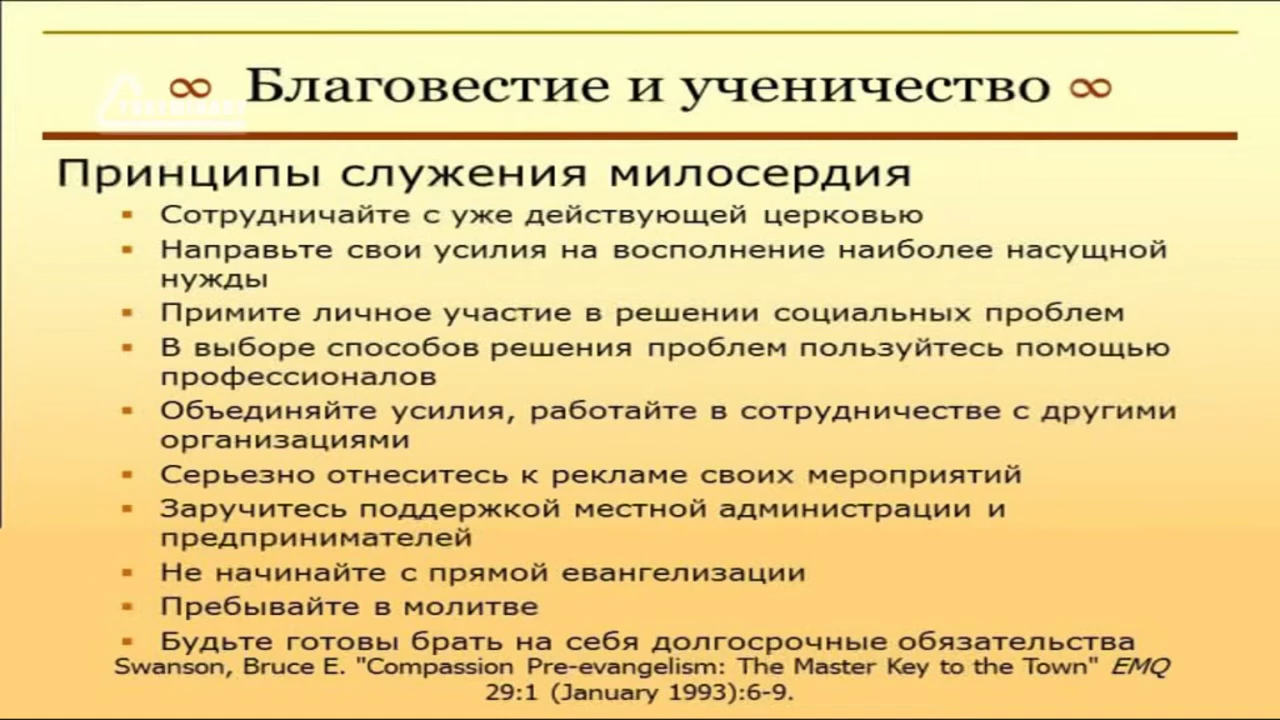 ∞ Благовестие и ученичество ∞
Принципы служения милосердия
▪ Сотрудничайте с уже действующей церковью
▪ Направьте свои усилия на восполнение наиболее насущной
нужды
▪ Примите личное участие в решении социальных проблем
▪ В выборе способов решения проблем пользуйтесь помощью
профессионалов
▪ Объединяйте усилия, работайте в сотрудничестве с другими
организациями
▪ Серьезно отнеситесь к рекламе своих мероприятий
▪ Заручитесь поддержкой местной администрации и
предпринимателей
▪ Не начинайте с прямой евангелизации
▪ Пребывайте в молитве
▪ Будьте готовы брать на себя долгосрочные обязательства
Swanson, Bruce E. "Compassion Pre-evangelism: The Master Key to the Town" EMQ
29:1 (January 1993):6-9.